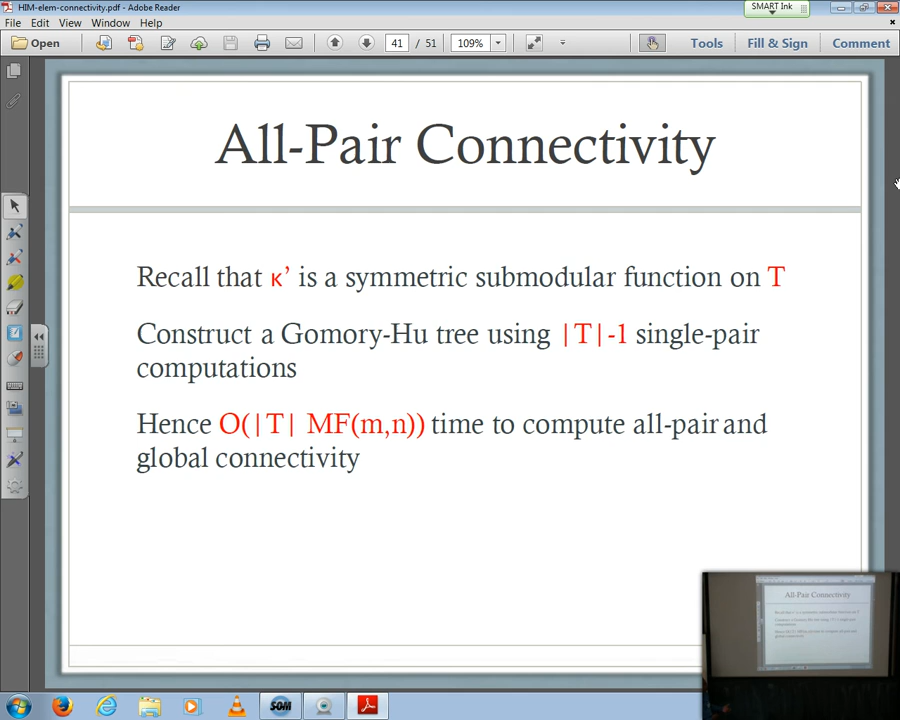 HIM-elem-connectivity.pdf - Adobe Reader
SMART Ink
File Edit View Window Help
Open 41 / 51 109% Tools Fill & Sign Comment
All-Pair Connectivity
Recall that κ' is a symmetric submodular function on T
Construct a Gomory-Hu tree using |T|-1 single-pair
computations
Hence O(|T| MF(m,n)) time to compute all-pair and
global connectivity
All-Pair Connectivity
SOM